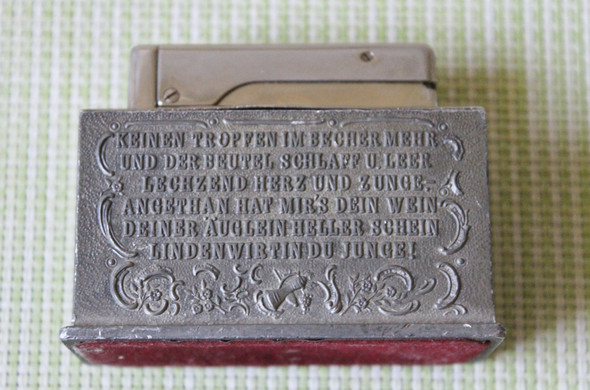 KEINEN TROPFEN IM BECHER MEHR
UND DER BEUTEL SCHLAFF U. LEER
LECHZEND HERZ UND ZUNGE.-
ANGETHAN HAT MIR'S DEIN WEIN
DEINER ÄUGLEIN HELLER SCHEIN
LINDENWIRTIN DU JUNGE!